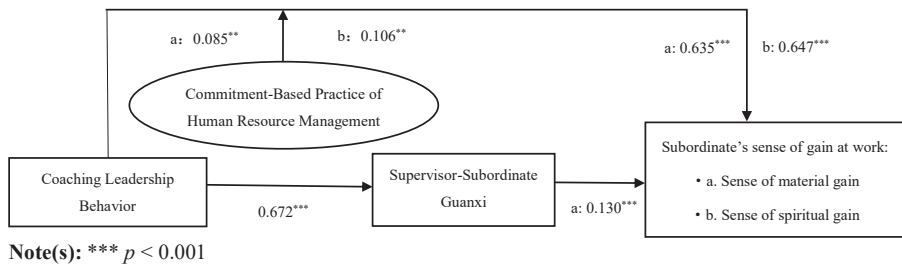 a: 0.085**
b: 0.106**
a: 0.635***
b: 0.647***
Commitment-Based Practice of
Human Resource Management
Coaching Leadership
Behavior
0.672***
Supervisor-Subordinate
Guanxi
a: 0.130***
Subordinate’s sense of gain at work:
• a. Sense of material gain
• b. Sense of spiritual gain
Note(s): *** p < 0.001